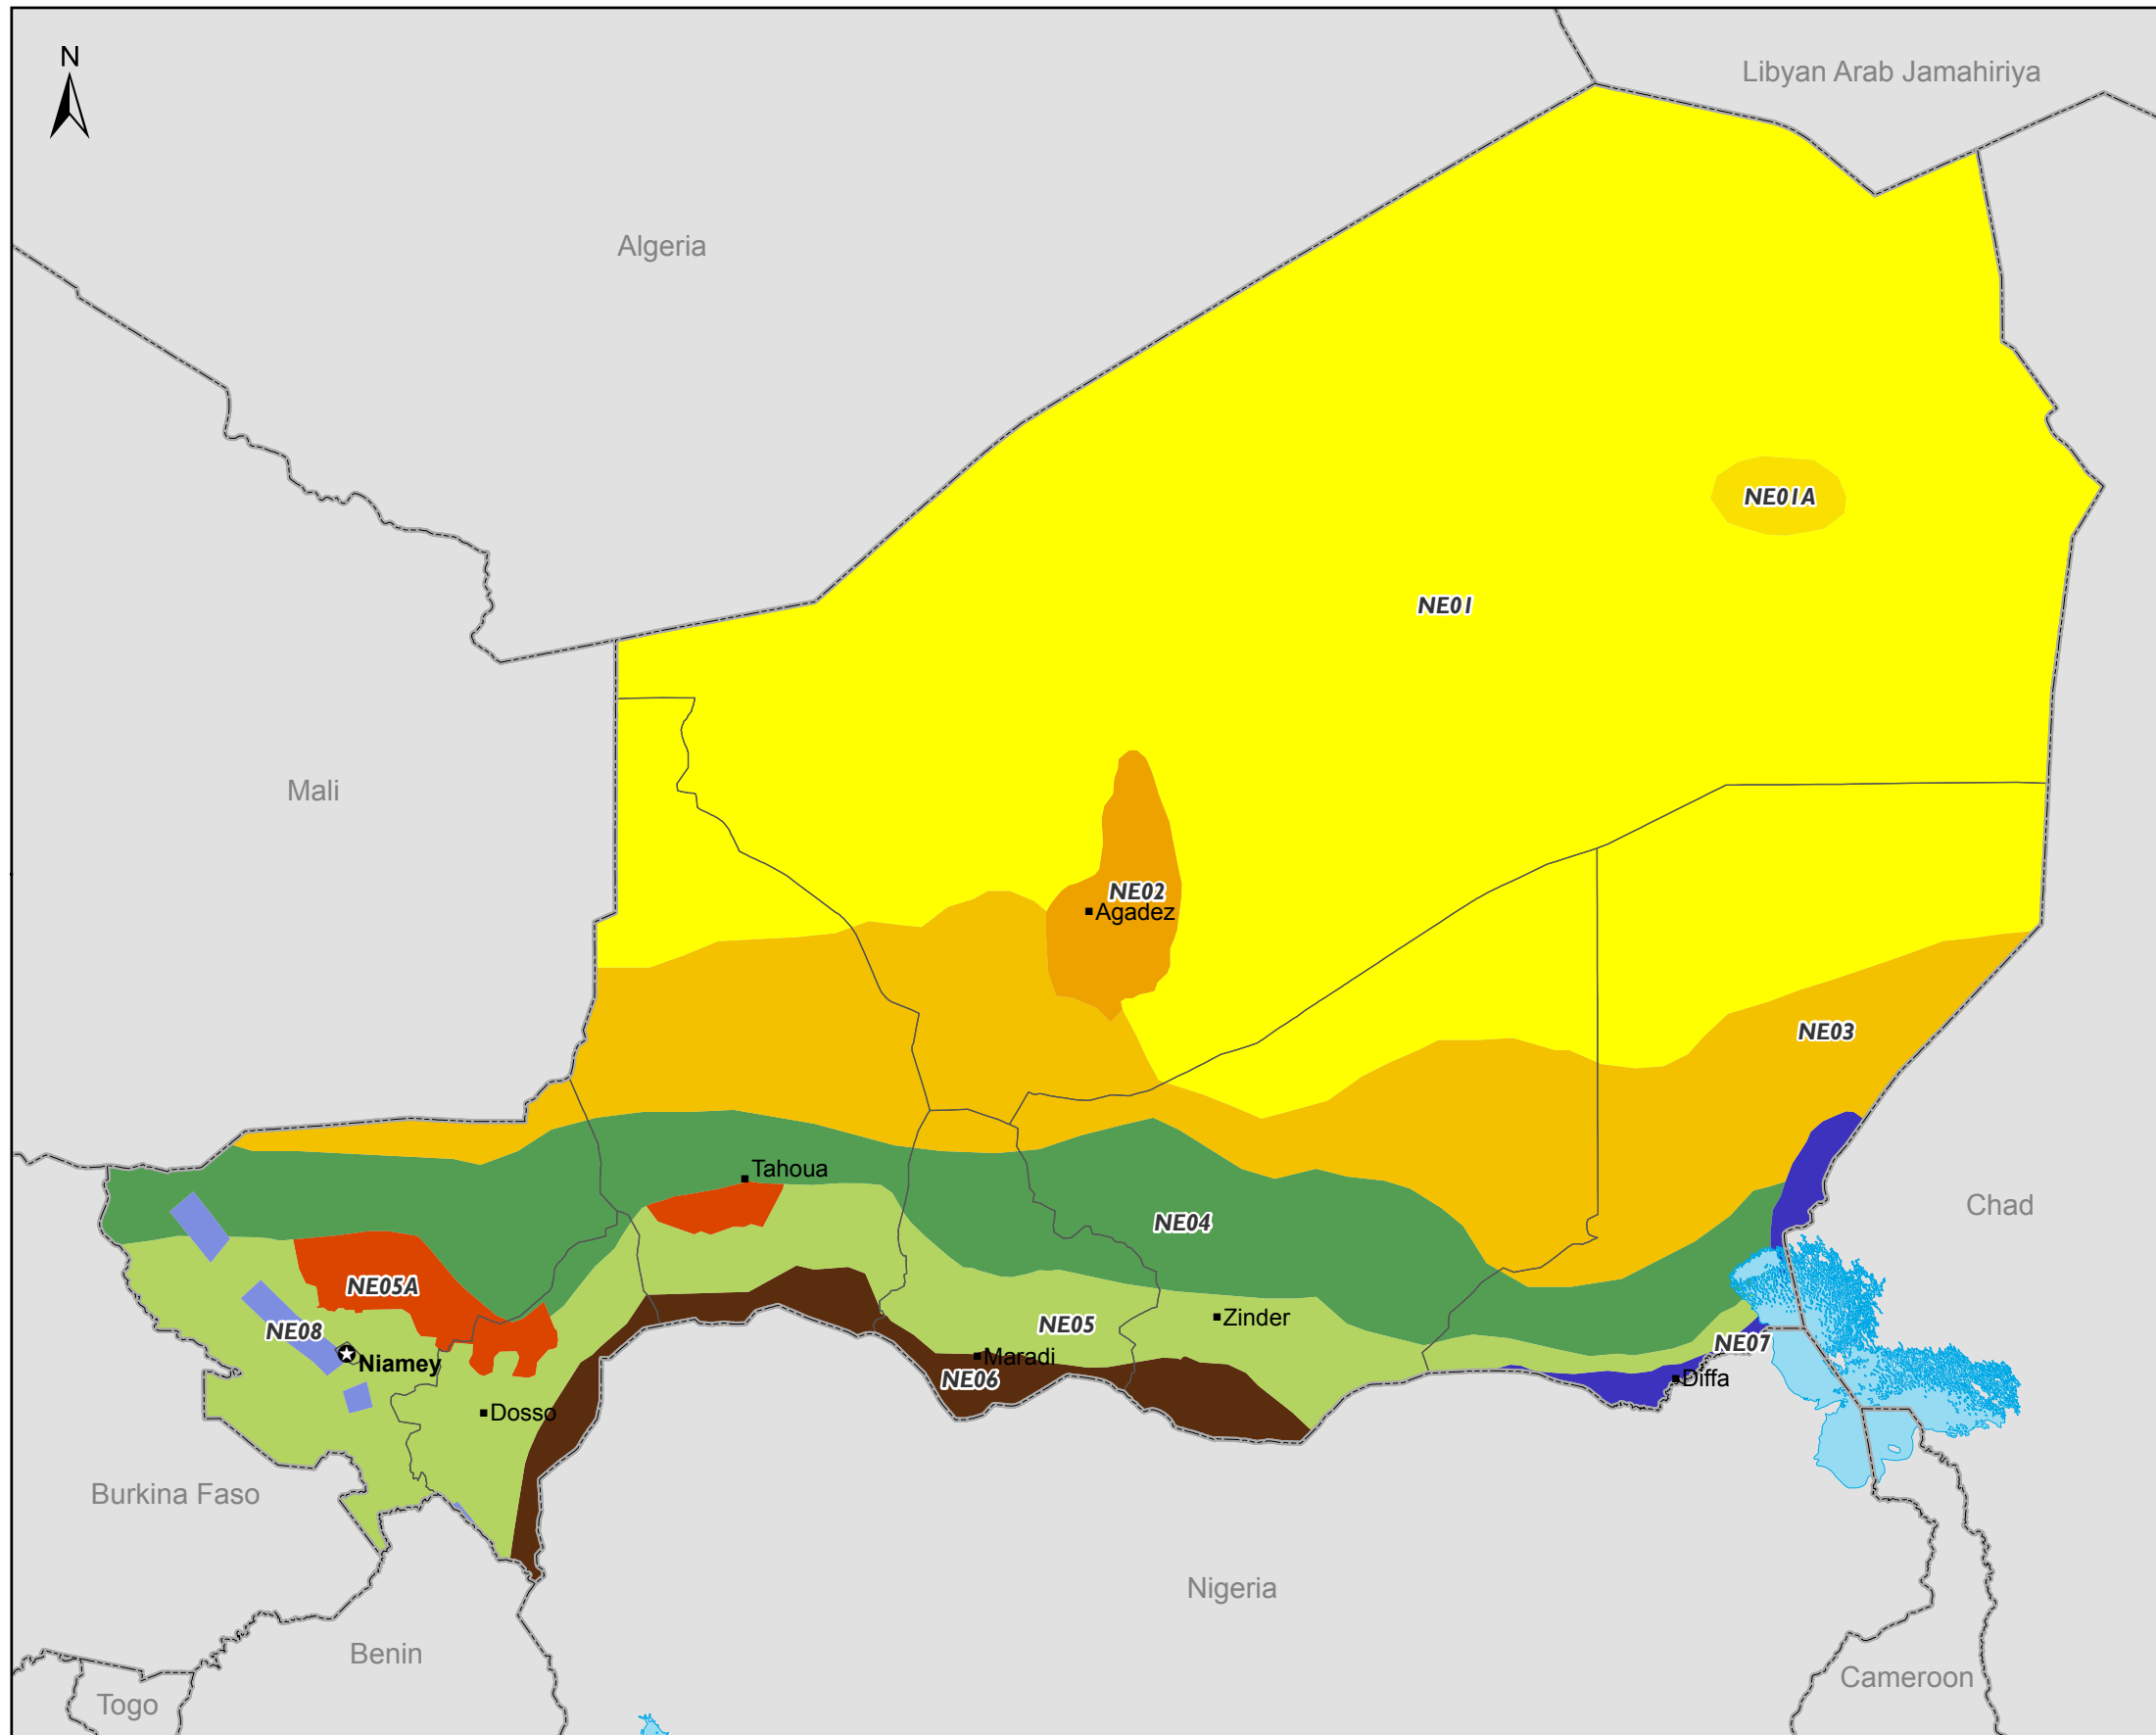 N
Libyan Arab Jamahiriya
Algeria
NE01A
NE01
Mali
NE02
Agadez
NE03
Tahoua
Chad
NE04
NE05A
Zinder
NE05
NE08
NE07
Niamey
Maradi
NE06
Diffa
Dosso
Burkina Faso
Nigeria
Benin
Cameroon
Togo